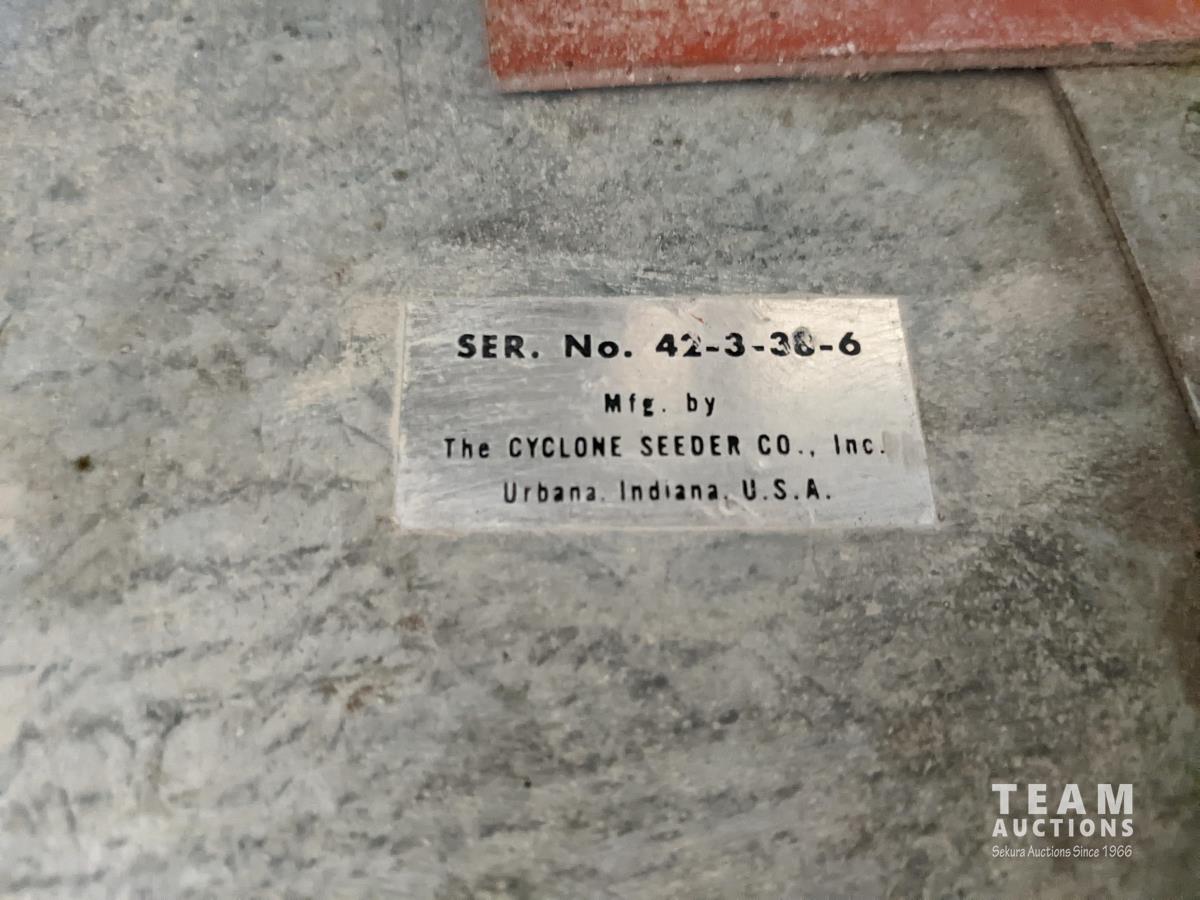 SER. No. 42-3-38-6
Mfg. by
The CYCLONE SEEDER CO., Inc.
Urbana, Indiana, U.S.A.
TEAM
AUCTIONS
Sekura Auctions Since 1966